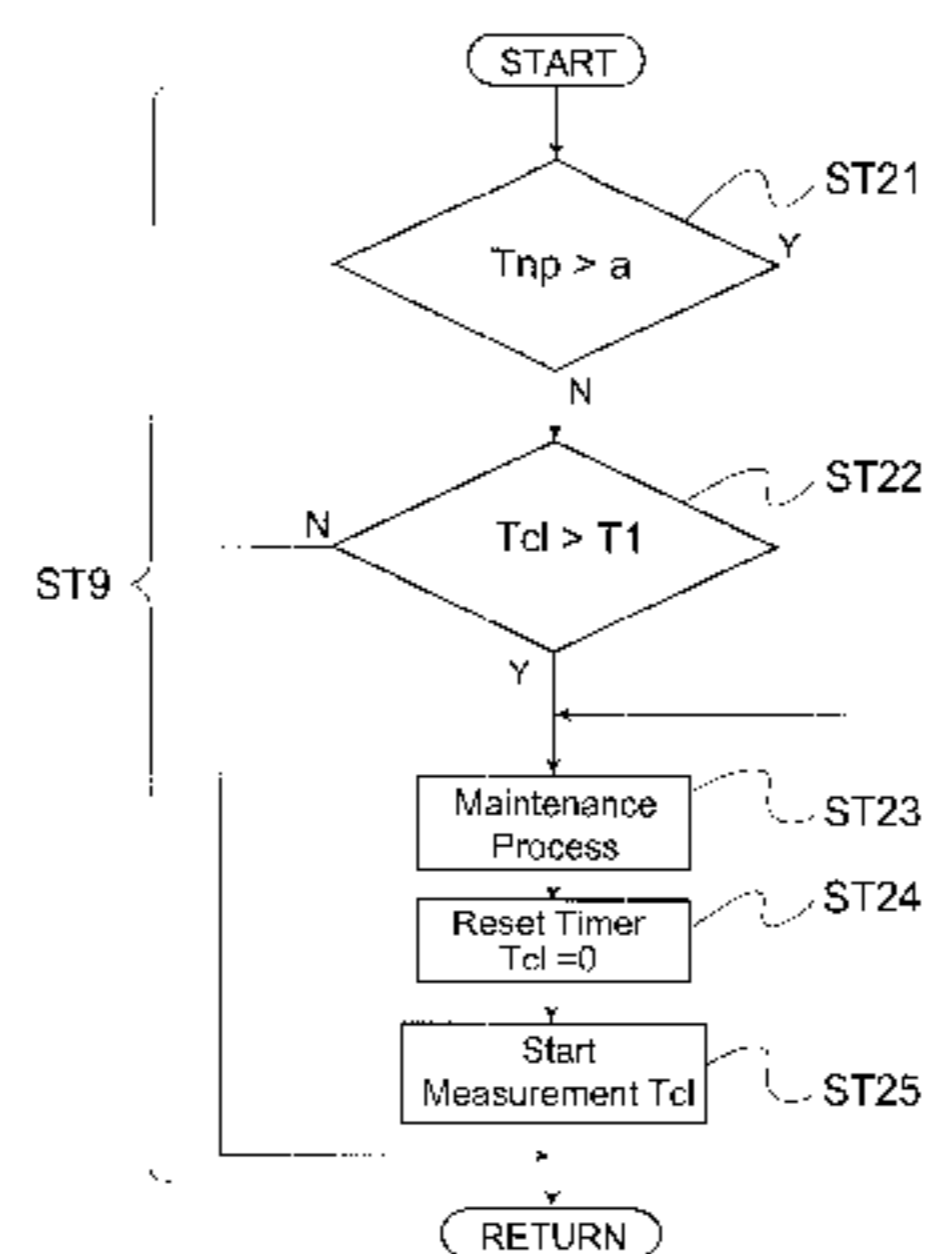 START
ST21
Tnp > a
Y
N
ST22
N
Tcl > T1
ST9
Y
Maintenance
Process
ST23
ST24
Reset Timer
Tcl =0
Start
Measurement Tcl
ST25
RETURN